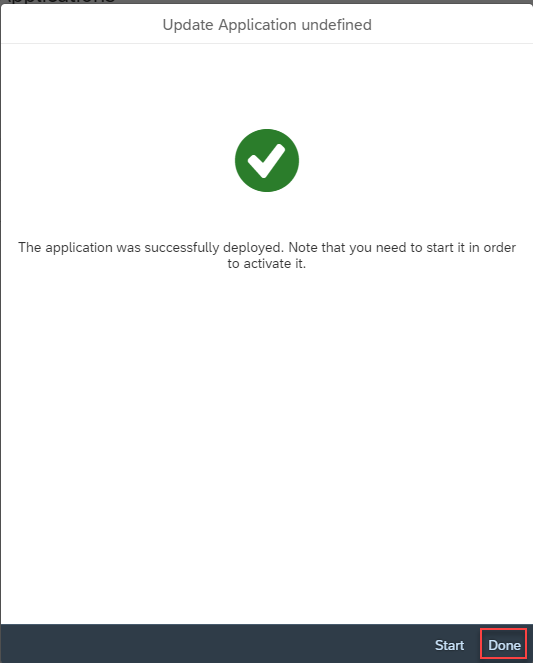 Update Application undefined
The application was successfully deployed. Note that you need to start it in order
to activate it.
Start Done